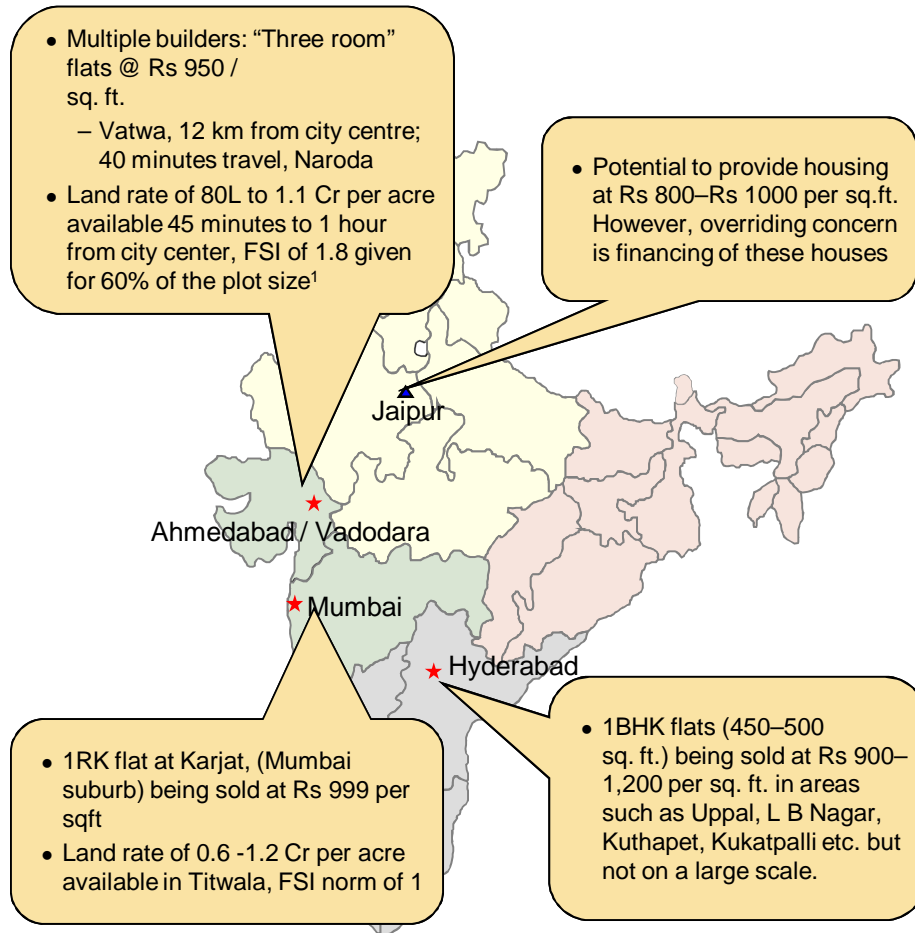 • Multiple builders: “Three room”
flats @ Rs 950 /
sq. ft.
– Vatwa, 12 km from city centre;
40 minutes travel, Naroda
• Land rate of 80L to 1.1 Cr per acre
available 45 minutes to 1 hour
from city center, FSI of 1.8 given
for 60% of the plot size¹
• Potential to provide housing
at Rs 800–Rs 1000 per sq.ft.
However, overriding concern
is financing of these houses
Jaipur
Ahmedabad / Vadodara
Mumbai
Hyderabad
• 1RK flat at Karjat, (Mumbai
suburb) being sold at Rs 999 per
sqft
• Land rate of 0.6 -1.2 Cr per acre
available in Titwala, FSI norm of 1
• 1BHK flats (450–500
sq. ft.) being sold at Rs 900–
1,200 per sq. ft. in areas
such as Uppal, L B Nagar,
Kuthapet, Kukatpalli etc. but
not on a large scale.